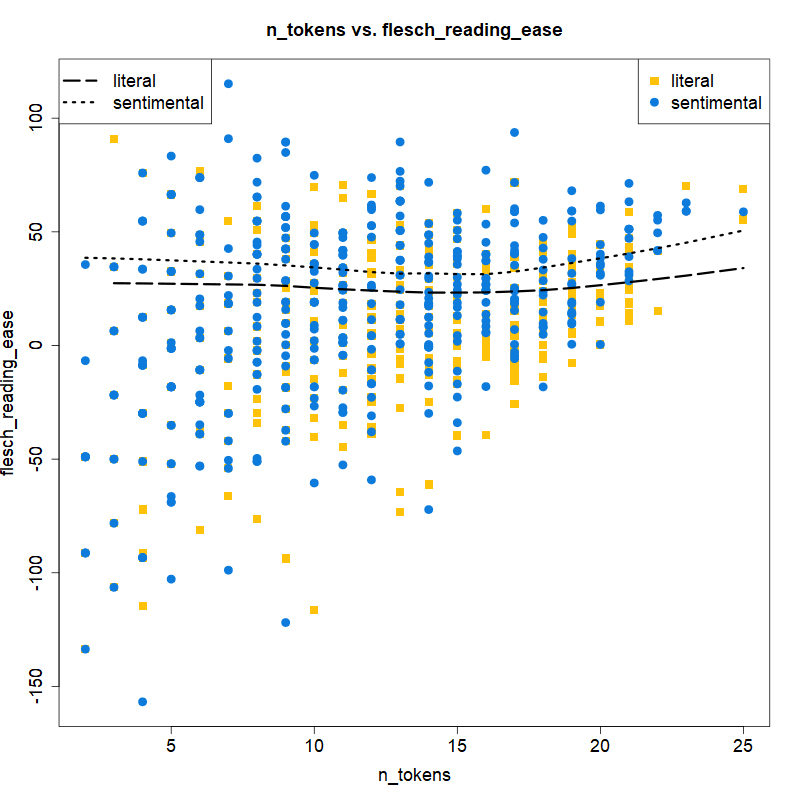 n_tokens vs. flesch_reading_ease
literal
sentimental
literal
sentimental
flesch_reading_ease
100
50
0
-50
-100
-150
5 10 15 20 25
n_tokens